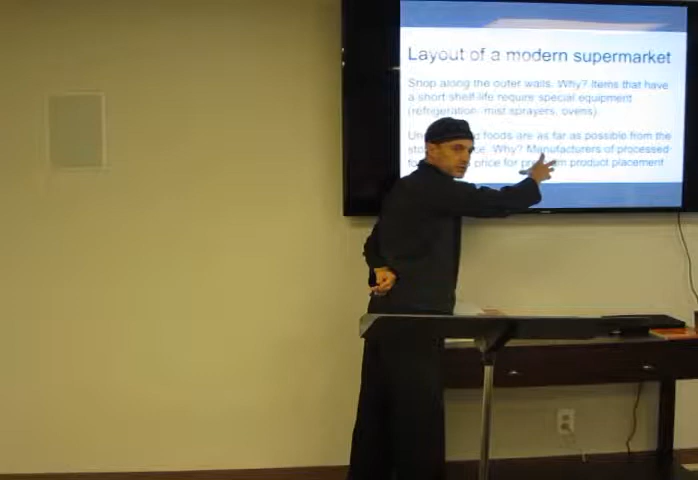 Layout of a modern supermarket
Shop along the outer walls. Why? Items that have
a short shelf life require special equipment
(refrigeration, mist sprayers, ovens).
foods are as far as possible from the
Why? Manufacturers of processed
price for premium product placement